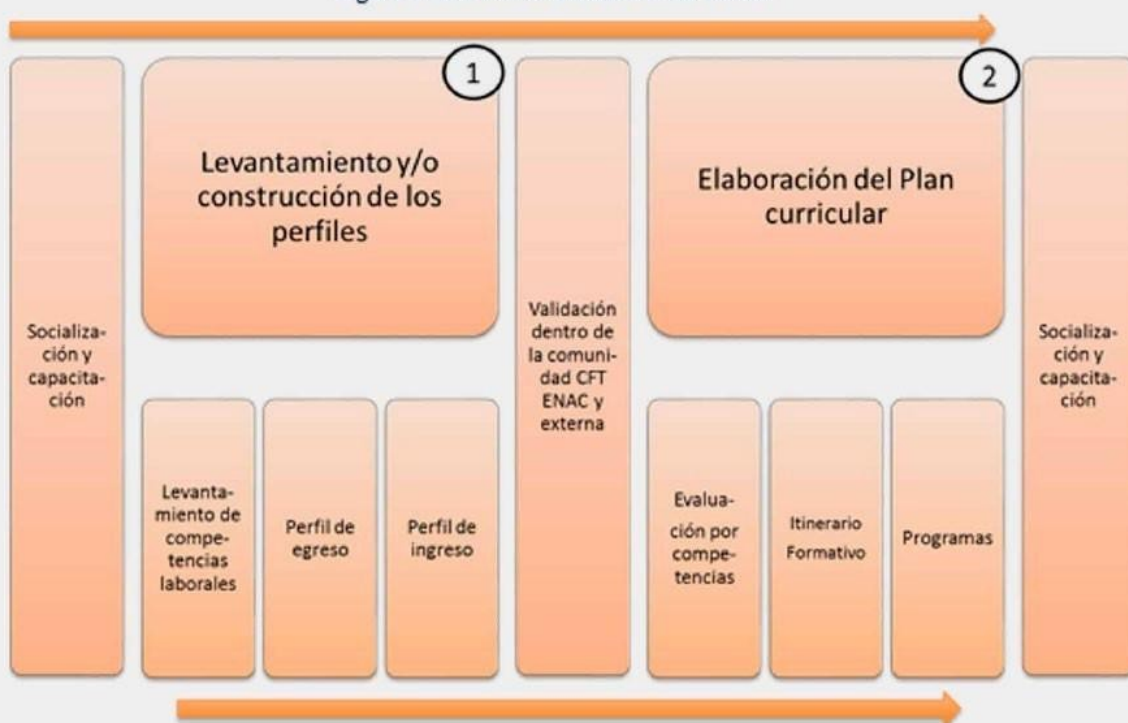 1
2
Levantamiento y/o
construcción de los
perfiles
Elaboración del Plan
curricular
Socializa-
ción y
capacita-
ción
Validación
dentro de
la comuni-
dad CFT
ENAC y
externa
Socializa-
ción y
capacita-
ción
Levanta-
miento de
compe-
tencias
laborales
Perfil de
egreso
Perfil de
ingreso
Evalua-
ción por
compe-
tencias
Itinerario
Formativo
Programas